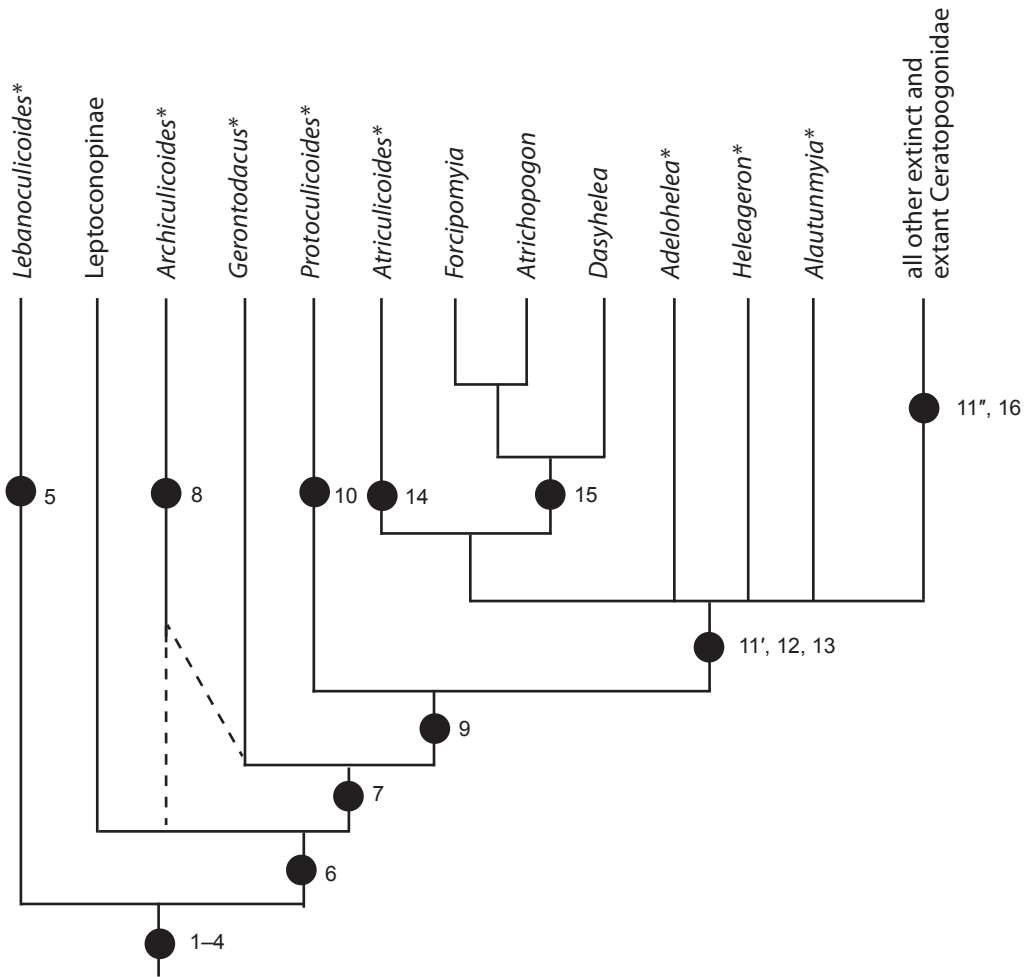 Lebanoculicoides*
Leptoconopinae
Archiculicoides*
Gerontodacus*
Protoculicoides*
Atriculicoides*
Forcipomyia
Atrichopogon
Dasyhelea
Adelohelea*
Heleageron*
Alautunmyia*
all other extinct and
extant Ceratopogonidae
11″, 16
5
8
10
14
15
11′, 12, 13
9
7
6
1–4